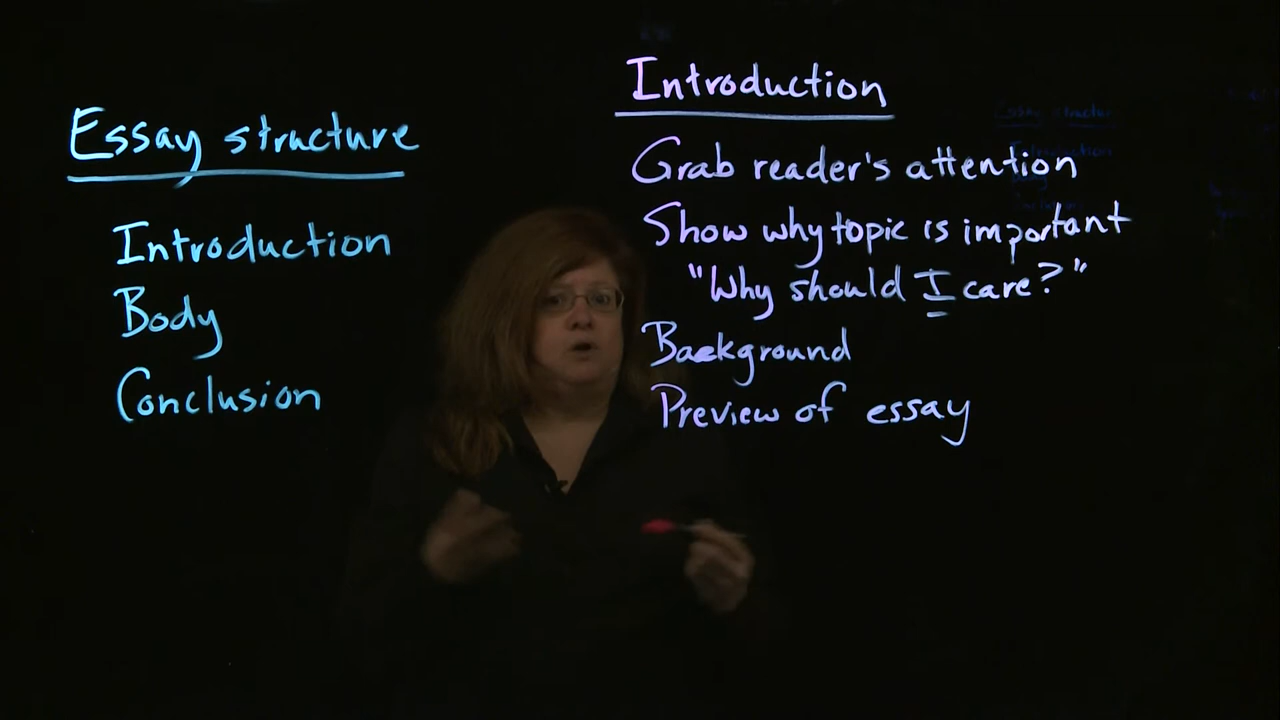 Essay structure
Introduction
Body
Conclusion
Introduction
Grab reader's attention
Show why topic is important
"Why should I care?"
Background
Preview of essay